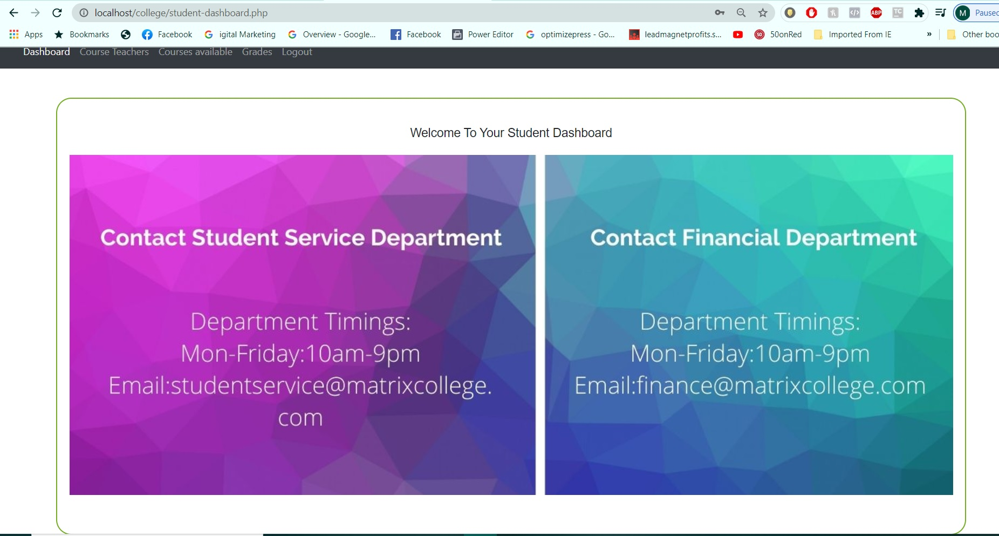 localhost/college/student-dashboard.php
M Paused
Apps Bookmarks Facebook igital Marketing Overview - Google... Facebook Power Editor optimizepress - Go... leadmagnetprofits.s... 50onRed Imported From IE » Other boo
Dashboard Course Teachers Courses available Grades Logout
Welcome To Your Student Dashboard
Contact Student Service Department
Department Timings:
Mon-Friday:10am-9pm
Email:studentservice@matrixcollege.
com
Contact Financial Department
Department Timings:
Mon-Friday:10am-9pm
Email:finance@matrixcollege.com